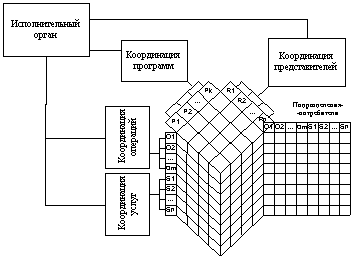 Исполнительный
орган
Координация
программ
Координация
представителей
Координация
операций
Координация
услуг
P1
P2
...
Pk
R1
R2
...
O1
O2
...
Om
S1
S2
...
Sn
O1 O2 ... Om S1 S2 ... Sn